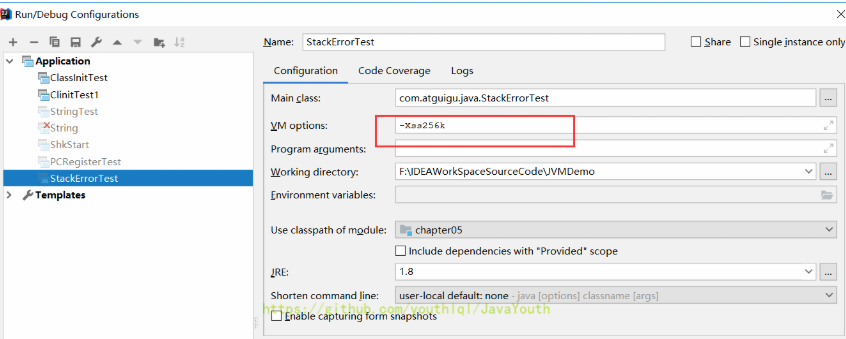 Run/Debug Configurations
Name: StackErrorTest
Share
Single instance only
Application
ClassInitTest
ClinitTest1
StringTest
String
ShkStart
PCRegisterTest
StackErrorTest
Templates
Configuration
Code Coverage
Logs
Main class: com.atguigu.java.StackErrorTest
...
VM options: -Xss256k
Program arguments:
Working directory: F:\IDEAWorkSpaceSourceCode\JVMDemo
...
Environment variables:
Use classpath of module: chapter05
Include dependencies with "Provided" scope
JRE: 1.8
...
Shorten command line: user-local default: none - java [options] classname [args]
https://github.com/youthlql/JavaYouth
Enable capturing form snapshots